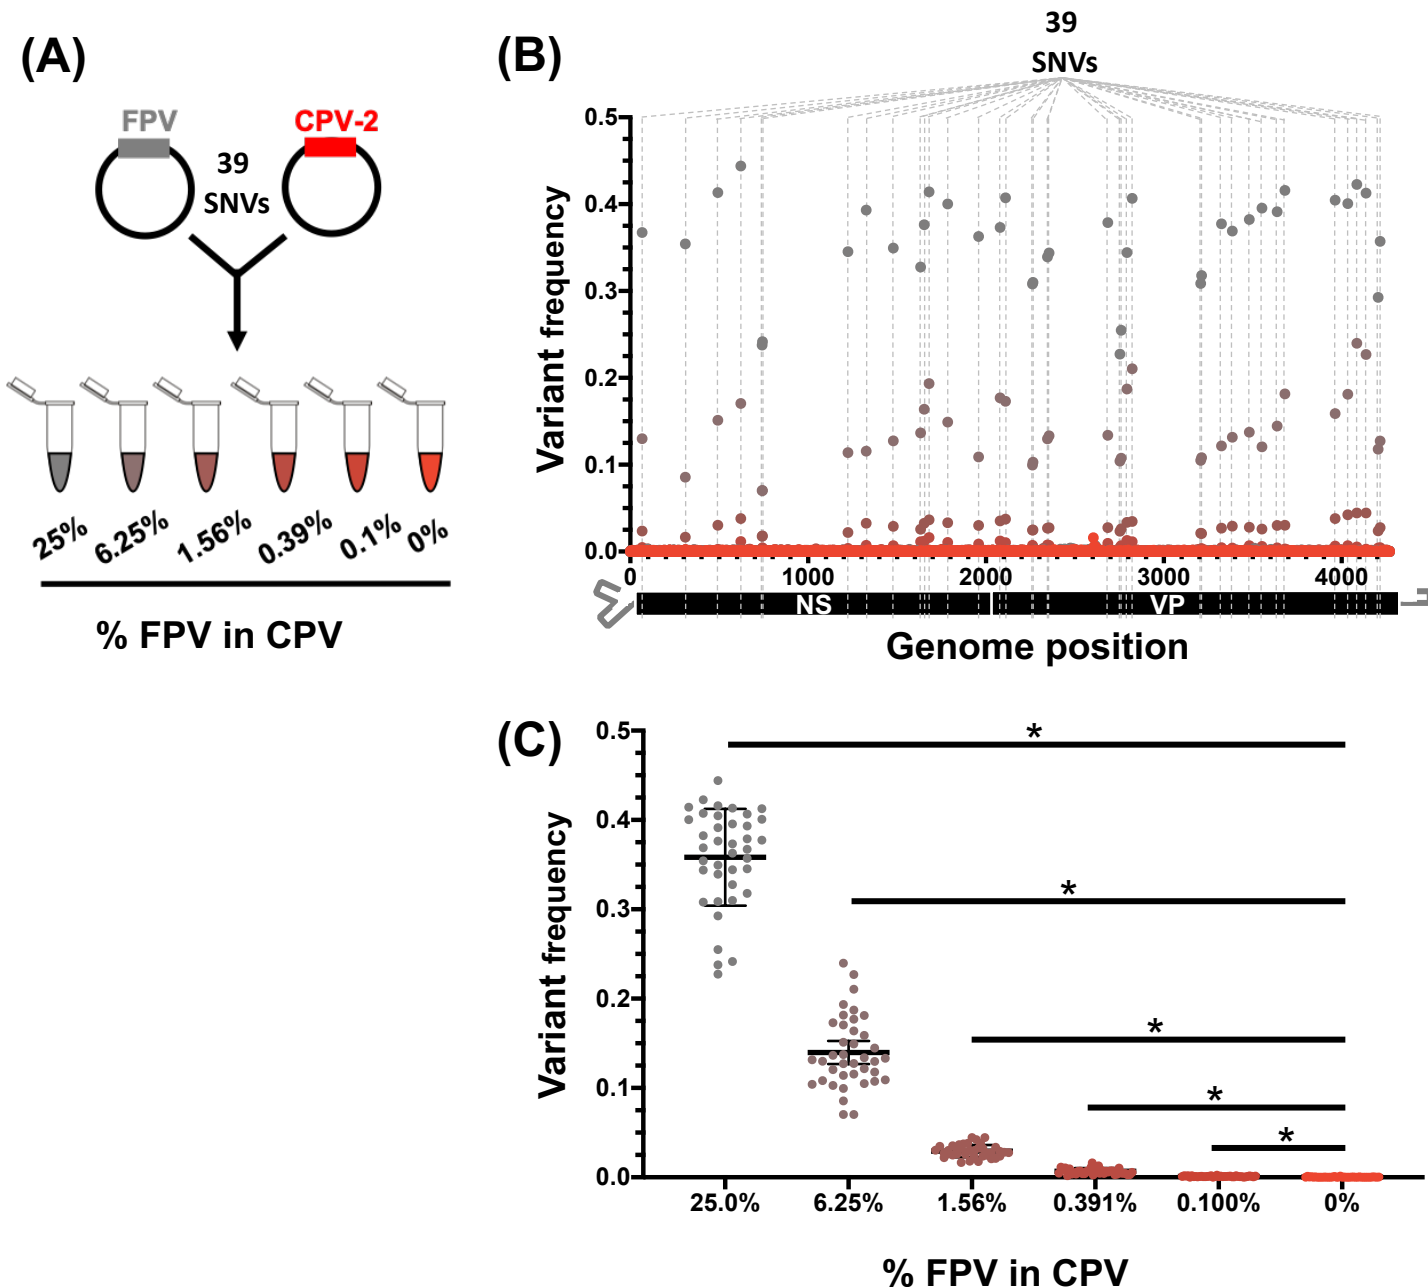 (A)
FPV
CPV-2
39
SNVs
25%
6.25%
1.56%
0.39%
0.1%
0%
% FPV in CPV
(B)
39
SNVs
Variant frequency
0.5
0.4
0.3
0.2
0.1
0.0
0
1000
2000
3000
4000
NS
VP
Genome position
(C)
Variant frequency
0.5
0.4
0.3
0.2
0.1
0.0
*
*
*
*
*
25.0%
6.25%
1.56%
0.391%
0.100%
0%
% FPV in CPV